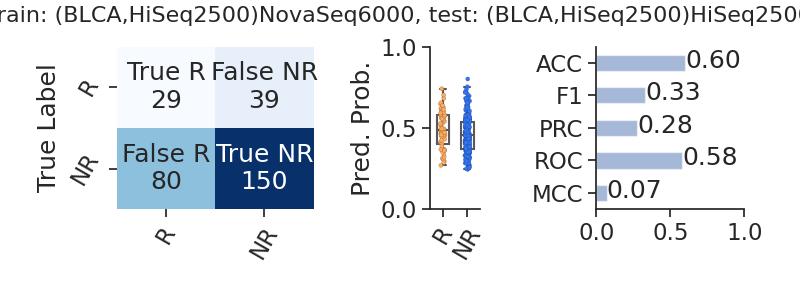 rain: (BLCA,HiSeq2500)NovaSeq6000, test: (BLCA,HiSeq2500)HiSeq250
True Label
R
NR
True R
29
False NR
39
False R
80
True NR
150
R
NR
Pred. Prob.
1.0
0.5
0.0
R
NR
ACC
F1
PRC
ROC
MCC
0.60
0.33
0.28
0.58
0.07
0.0
0.5
1.0